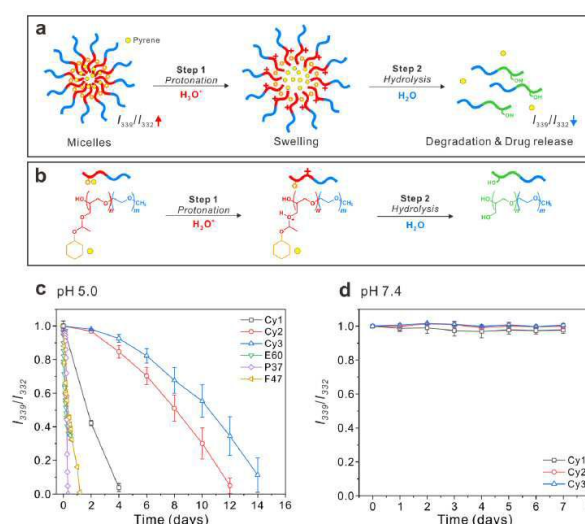 a
Pyrene
Step 1
Protonation
H₃O⁺
Step 2
Hydrolysis
H₂O
OH
OH
OH
I₃₃₉/I₃₃₂
I₃₃₉/I₃₃₂
Micelles
Swelling
Degradation & Drug release
b
Step 1
Protonation
H₃O⁺
Step 2
Hydrolysis
H₂O
HO
c pH 5.0
d pH 7.4
I₃₃₉/I₃₃₂
1.0
0.8
0.6
0.4
0.2
0.0
Cy1
Cy2
Cy3
E60
P37
F47
0 2 4 6 8 10 12 14 16
Time (days)
I₃₃₉/I₃₃₂
1.0
0.8
0.6
0.4
0.2
0.0
Cy1
Cy2
Cy3
0 1 2 3 4 5 6 7
Time (days)